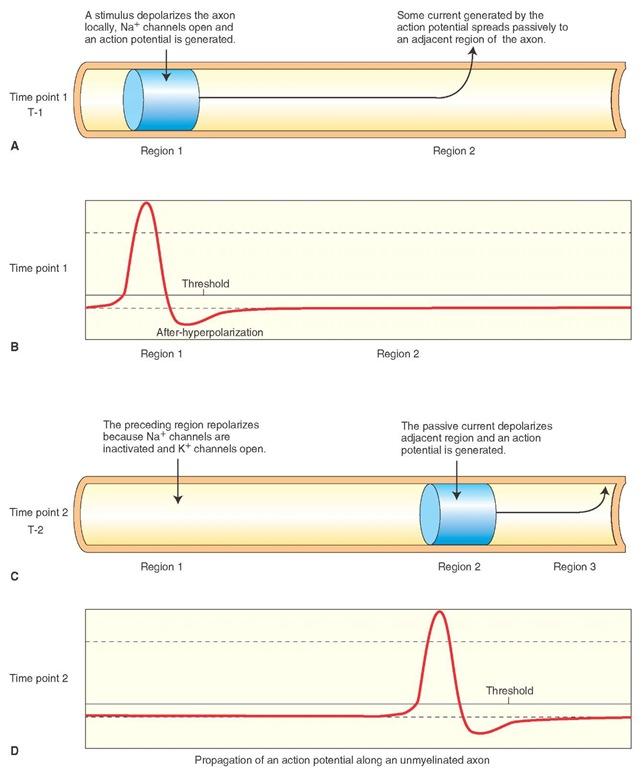 A stimulus depolarizes the axon
locally, Na+ channels open and
an action potential is generated.
Some current generated by the
action potential spreads passively to
an adjacent region of the axon.
Time point 1
T-1
A
Region 1
Region 2
Time point 1
Threshold
After-hyperpolarization
B
Region 1
Region 2
The preceding region repolarizes
because Na+ channels are
inactivated and K+ channels open.
The passive current depolarizes
adjacent region and an action
potential is generated.
Time point 2
T-2
C
Region 1
Region 2
Region 3
Time point 2
Threshold
D
Propagation of an action potential along an unmyelinated axon